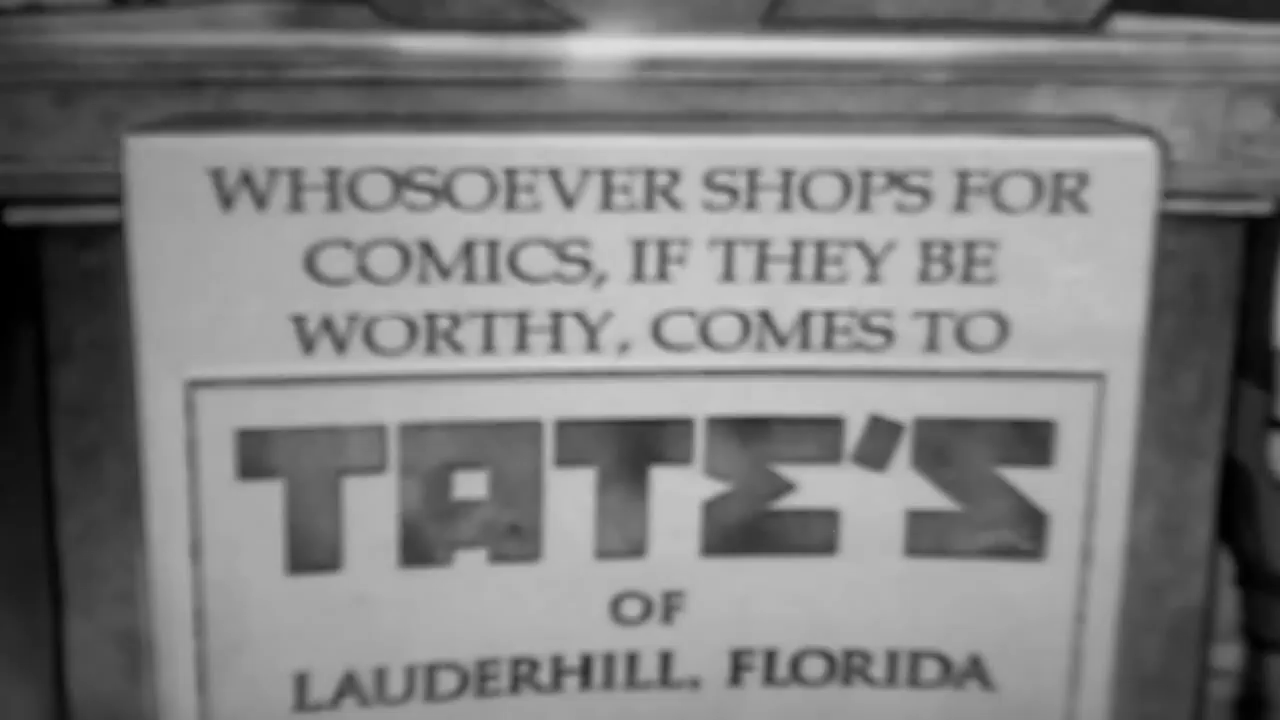 WHOSOEVER SHOPS FOR
COMICS, IF THEY BE
WORTHY, COMES TO
TATE'S
OF
LAUDERHILL, FLORIDA